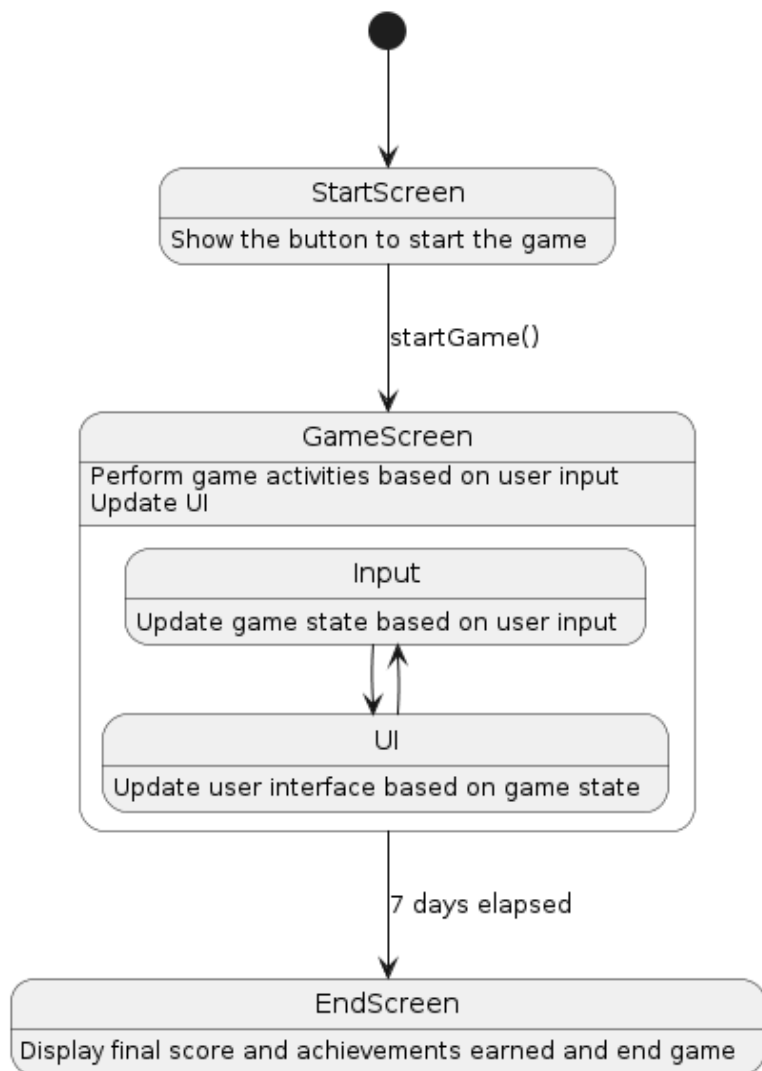 StartScreen
Show the button to start the game
startGame()
GameScreen
Perform game activities based on user input
Update UI
Input
Update game state based on user input
UI
Update user interface based on game state
7 days elapsed
EndScreen
Display final score and achievements earned and end game